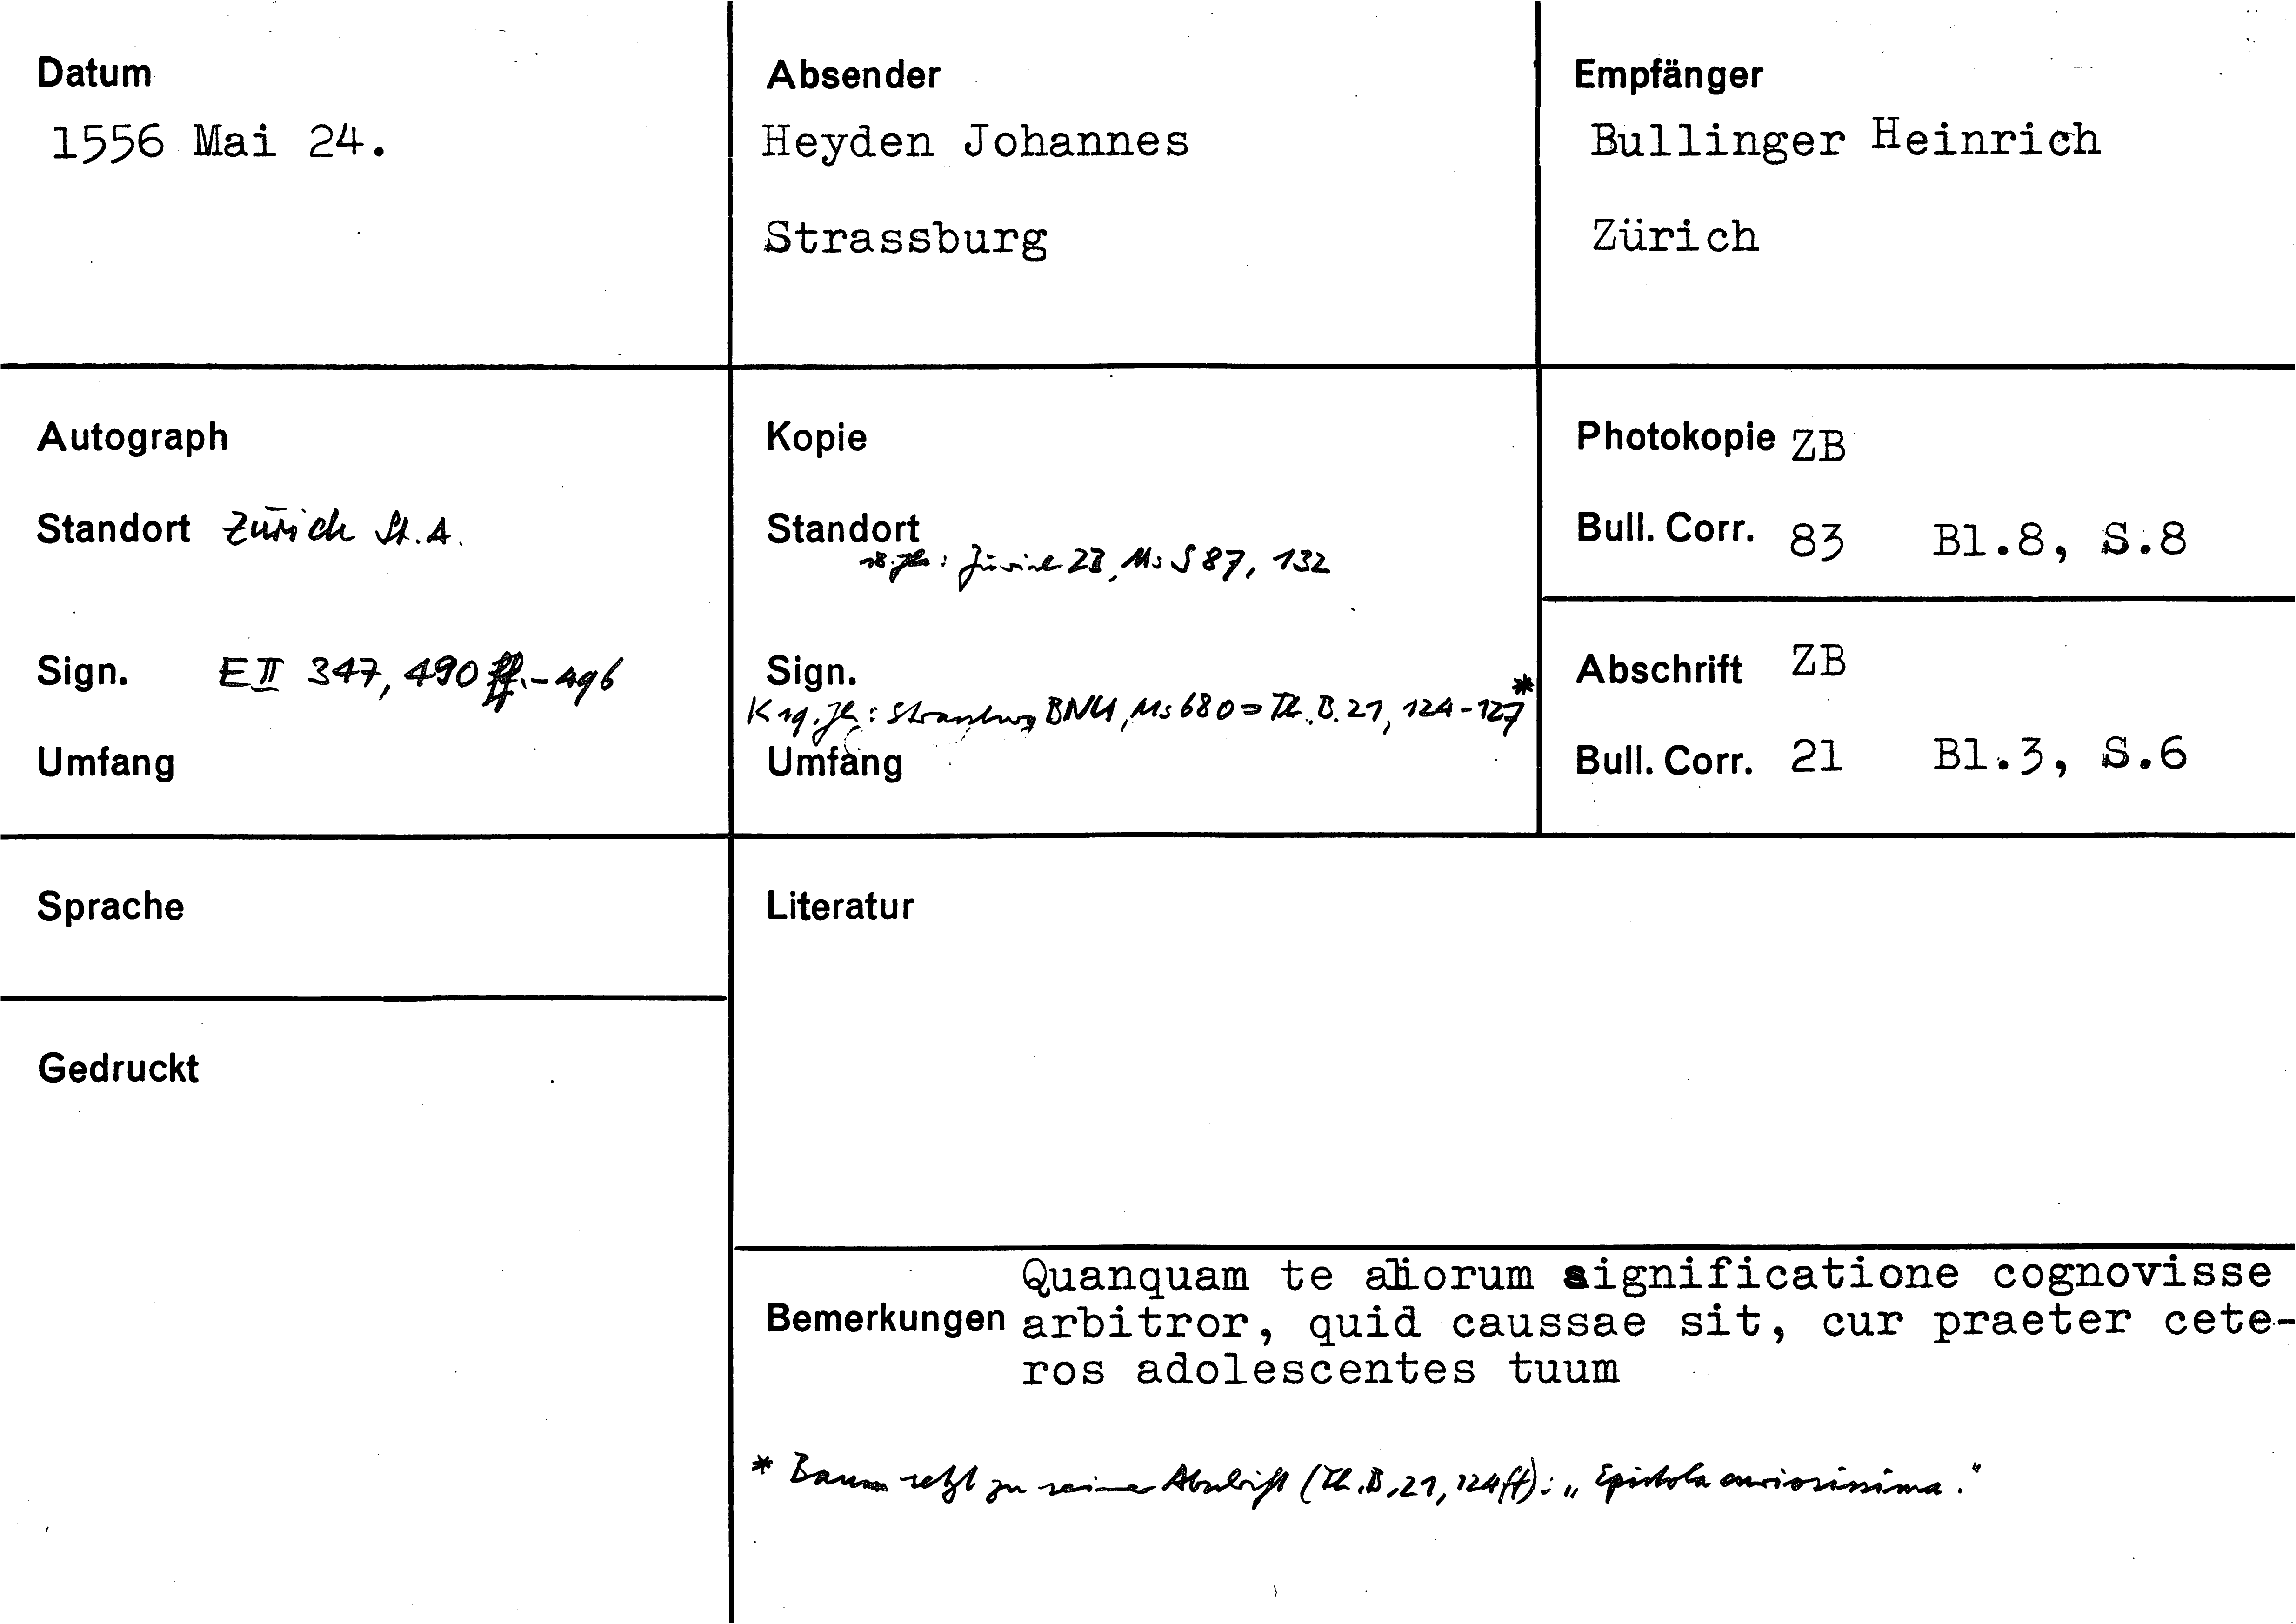 Datum
1556 Mai 24.
Absender
Heyden Johannes
Strassburg
Empfänger
Bullinger Heinrich
Zürich
Autograph
Standort Zürich St. A.
Sign. E II 347, 490 ff. - 496
Umfang
Kopie
Standort
18. Jh: Zürich ZB, Ms S 87, 132
Sign.
K 19. Jh: Strassburg BNU, Ms 680 = Th. B. 21, 124-127*
Umfang
Photokopie ZB
Bull. Corr. 83 Bl.8, S.8
Abschrift ZB
Bull. Corr. 21 Bl.3, S.6
Sprache
Gedruckt
Literatur
Bemerkungen
Quanquam te aliorum significatione cognovisse
arbitror, quid caussae sit, cur praeter cete-
ros adolescentes tuum
* Baum setzt zu seiner Abschrift (Th. B, 21, 124ff): „Epistola curiosissima."